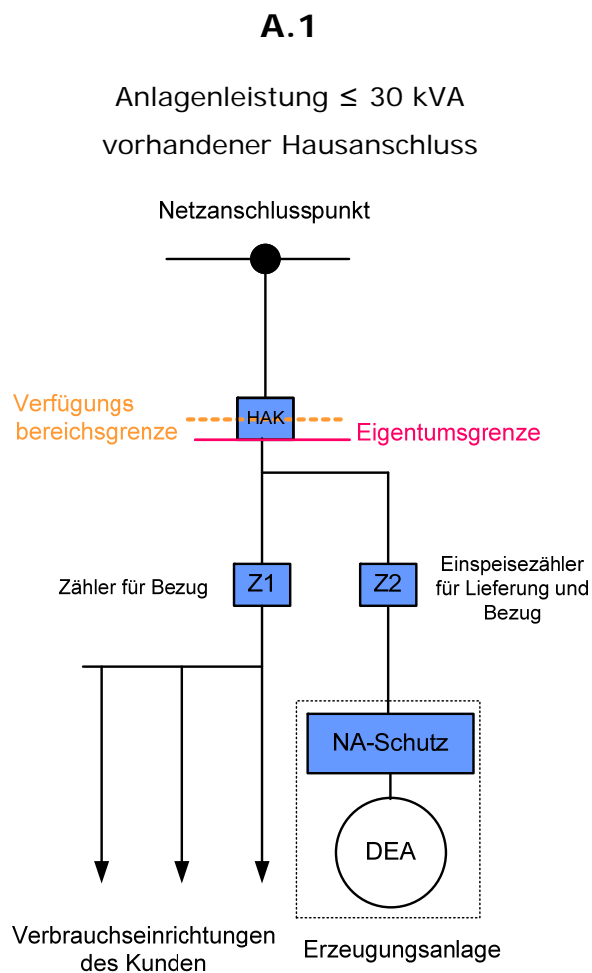 A.1
Anlagenleistung ≤ 30 kVA
vorhandener Hausanschluss
Netzanschlusspunkt
Verfügungs
bereichsgrenze
HAK
Eigentumsgrenze
Zähler für Bezug
Z1
Z2
Einspeisezähler
für Lieferung und
Bezug
NA-Schutz
DEA
Verbrauchseinrichtungen
des Kunden
Erzeugungsanlage